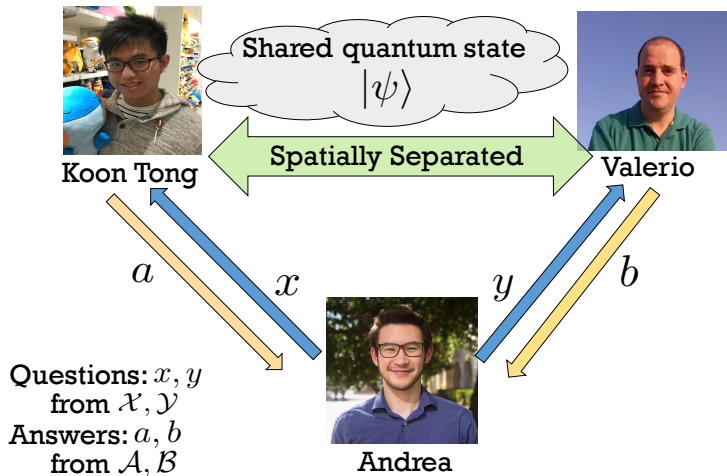 Shared quantum state
|ψ⟩
Spatially Separated
Koon Tong
Valerio
a
x
y
b
Questions: x, y
from 𝒳, 𝒴
Answers: a, b
from 𝒜, ℬ
Andrea